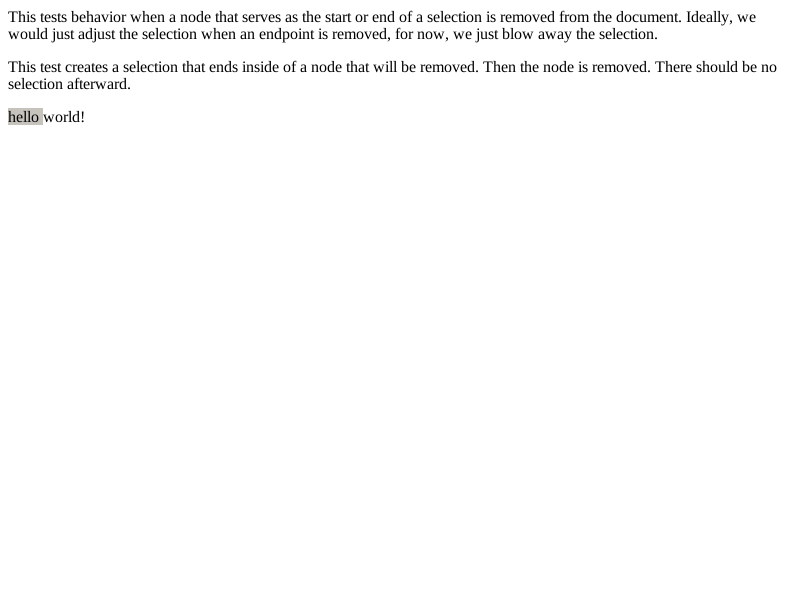 This tests behavior when a node that serves as the start or end of a selection is removed from the document. Ideally, we
would just adjust the selection when an endpoint is removed, for now, we just blow away the selection.
This test creates a selection that ends inside of a node that will be removed. Then the node is removed. There should be no
selection afterward.
hello world!